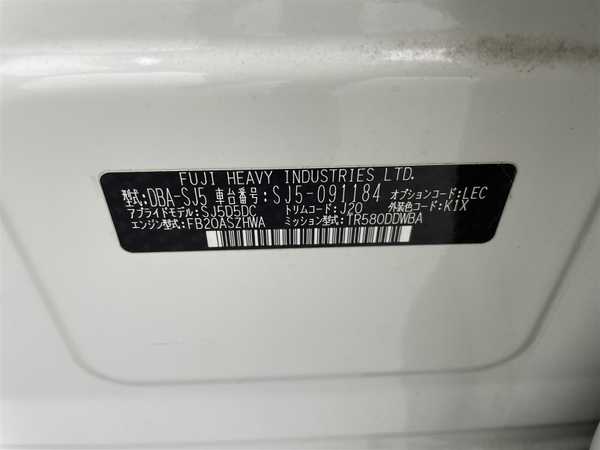 FUJI HEAVY INDUSTRIES LTD.
型式:DBA-SJ5 車台番号:SJ5-091184 オプションコード:LEC
アプライドモデル:SJ5D5DC トリムコード:J20 外装色コード:K1X
エンジン型式:FB20ASZHWA ミッション型式:TR580DDWBA